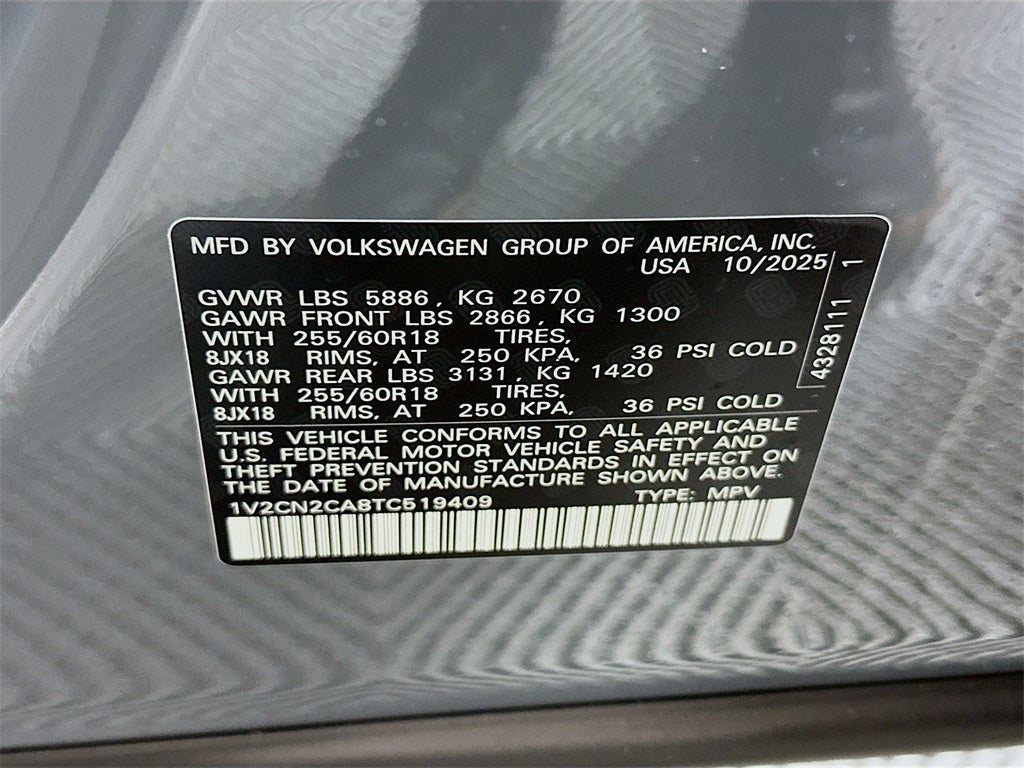 MFD BY VOLKSWAGEN GROUP OF AMERICA, INC.
USA 10/2025
GVWR LBS 5886, KG 2670
GAWR FRONT LBS 2866, KG 1300
WITH 255/60R18 TIRES,
8JX18 RIMS, AT 250 KPA, 36 PSI COLD
GAWR REAR LBS 3131, KG 1420
WITH 255/60R18 TIRES,
8JX18 RIMS, AT 250 KPA, 36 PSI COLD
THIS VEHICLE CONFORMS TO ALL APPLICABLE
U.S. FEDERAL MOTOR VEHICLE SAFETY AND
THEFT PREVENTION STANDARDS IN EFFECT ON
THE DATE OF MANUFACTURE SHOWN ABOVE.
1V2CN2CA8TC519409 TYPE: MPV
4328111 1